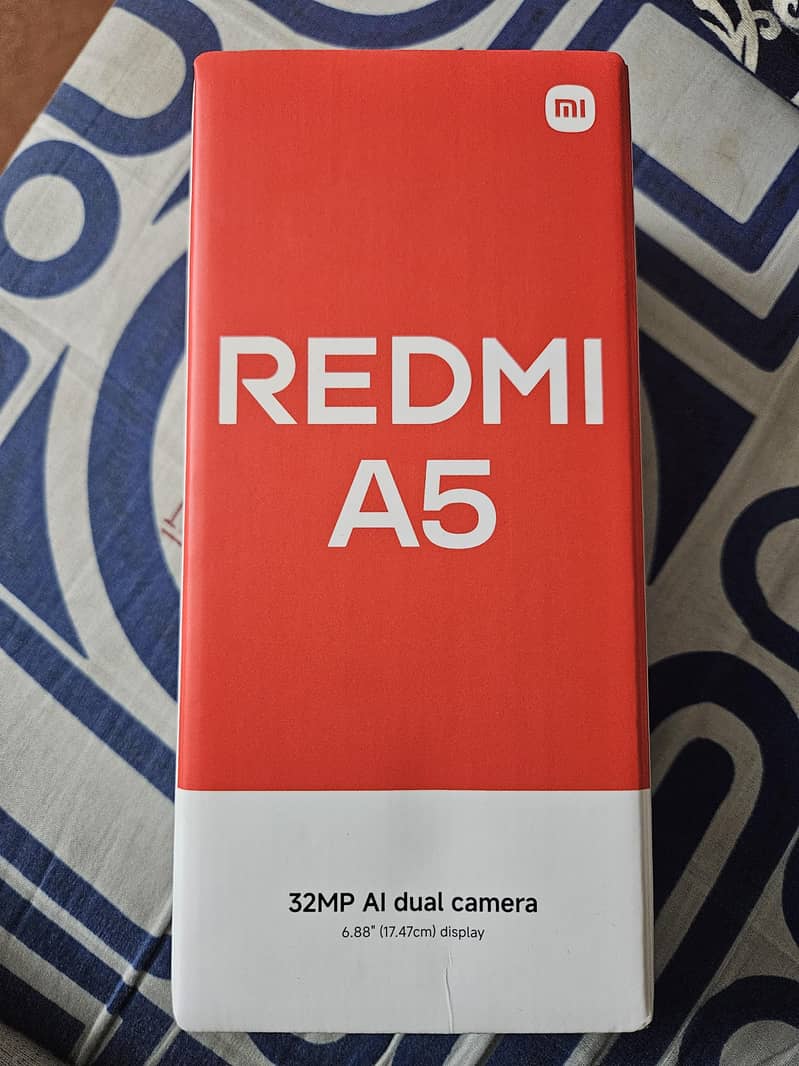 mi
REDMI
A5
32MP AI dual camera
6.88" (17.47cm) display